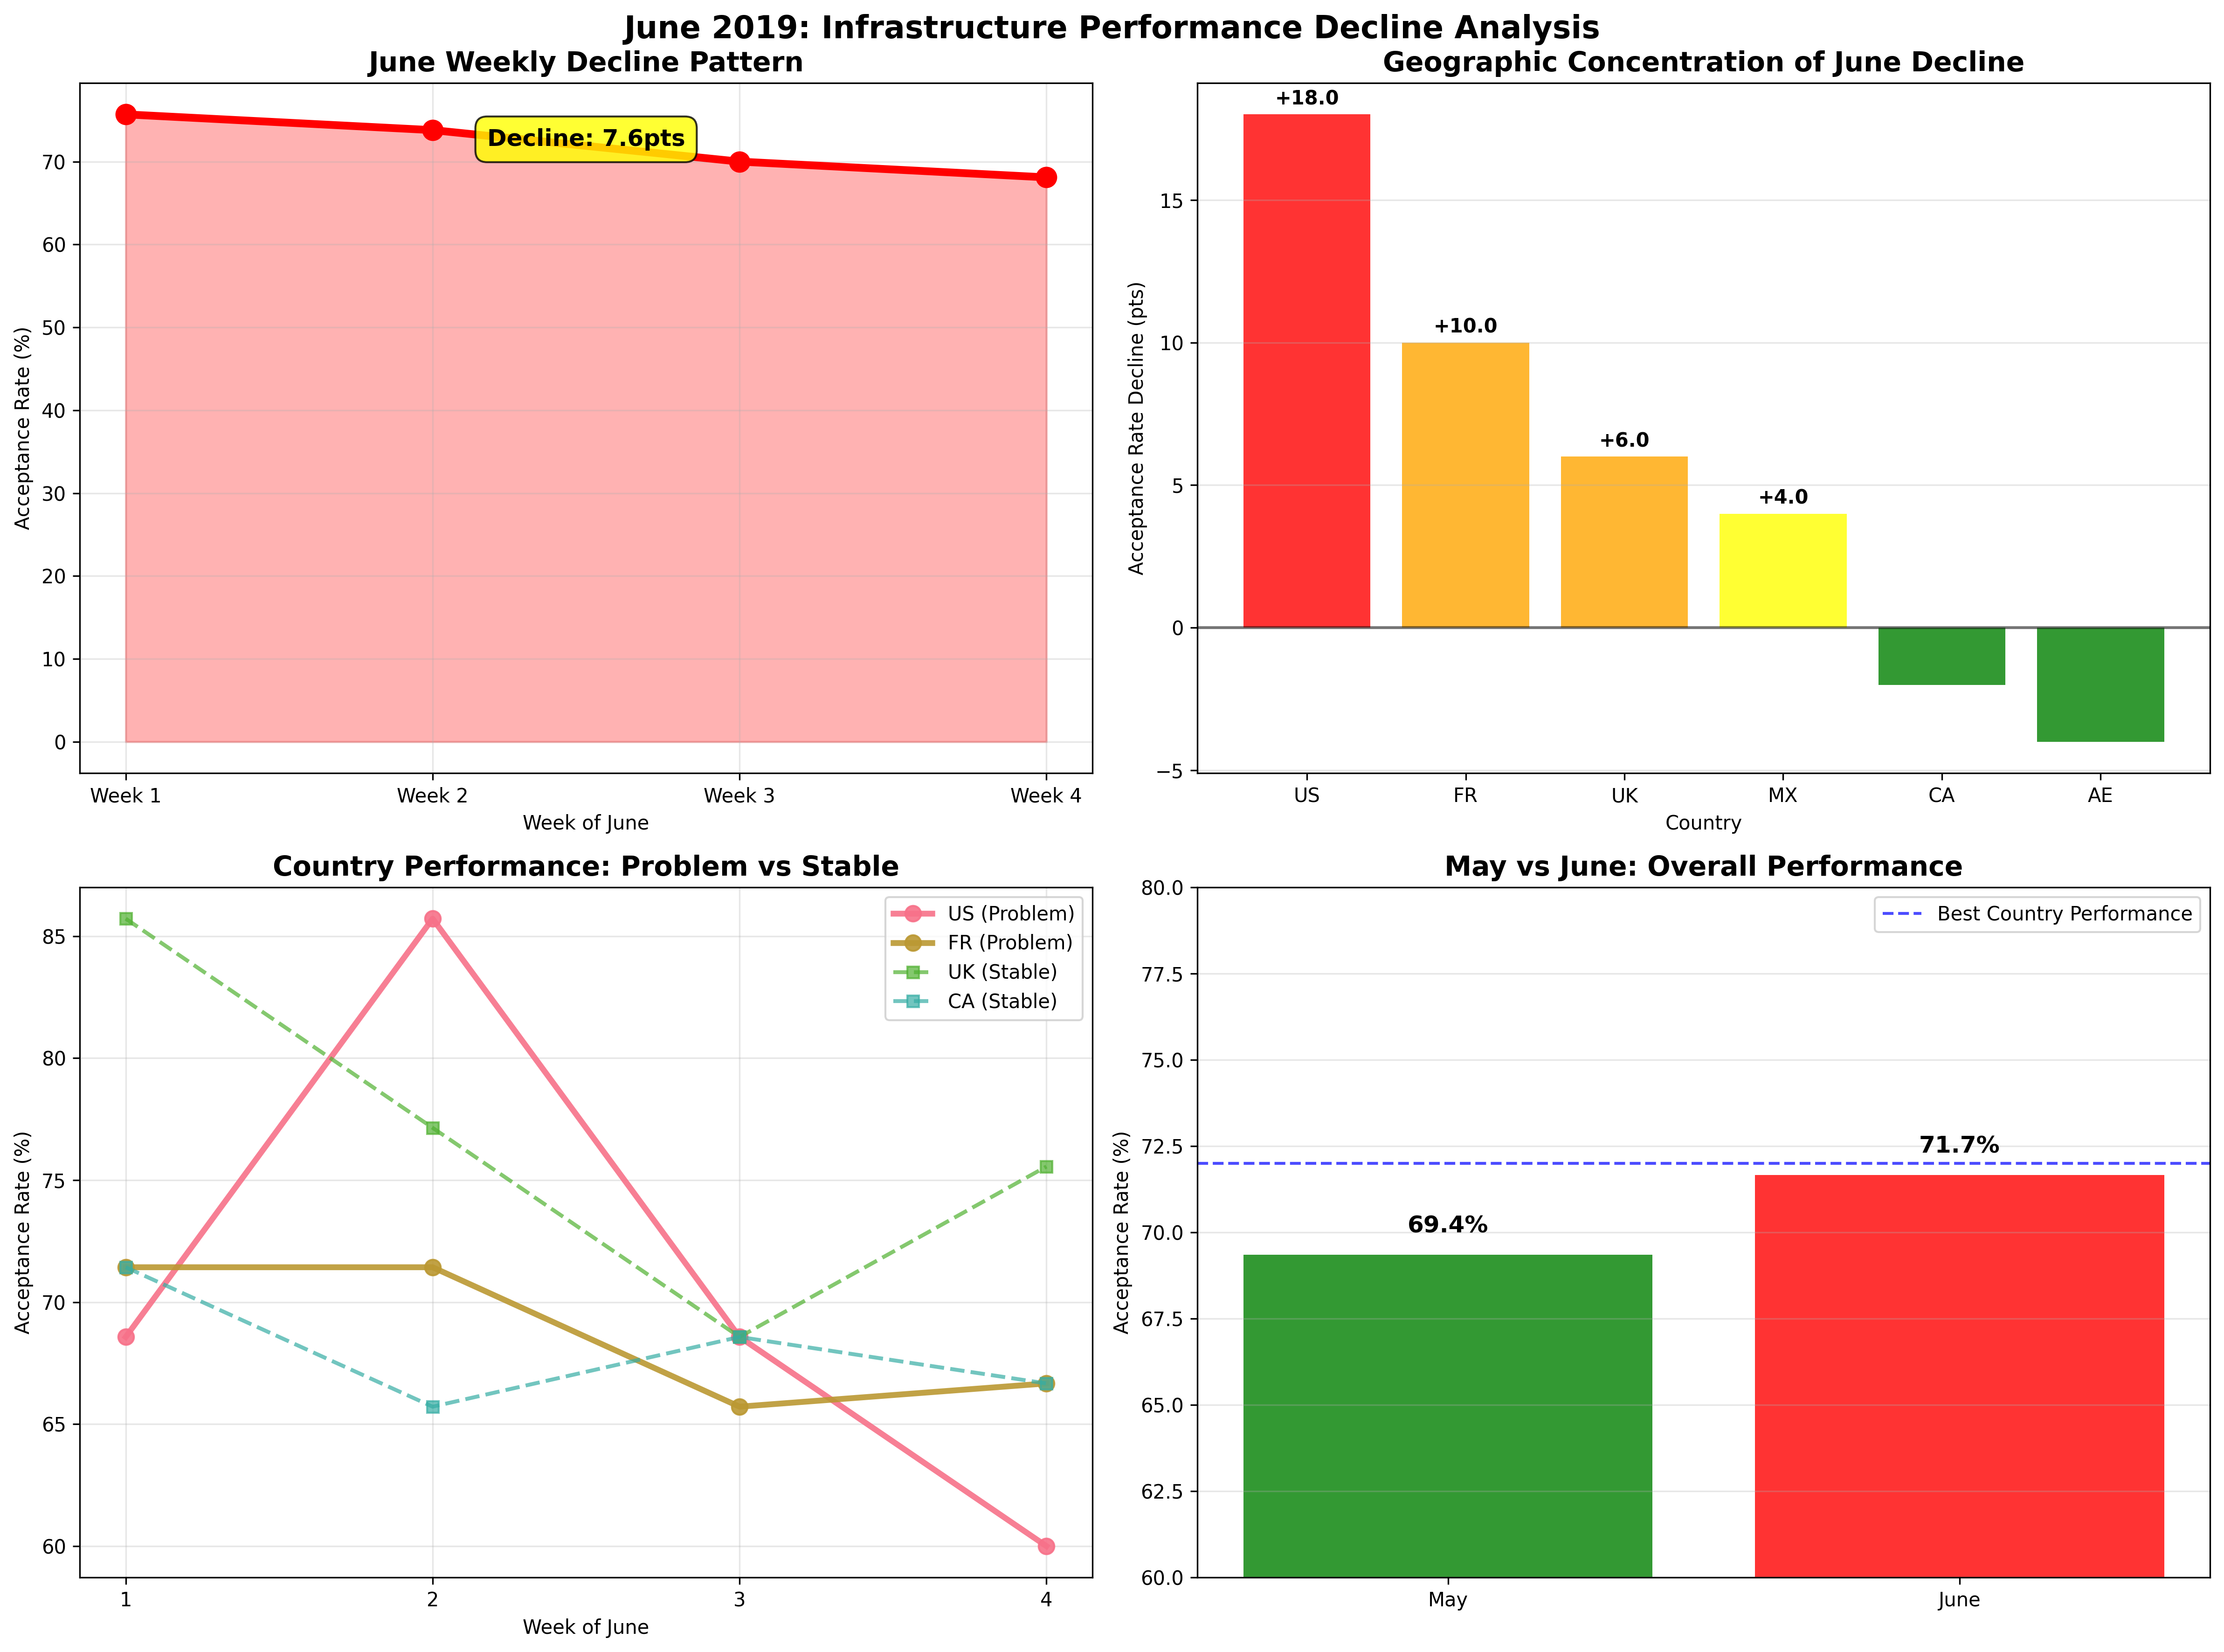 June 2019: Infrastructure Performance Decline Analysis
June Weekly Decline Pattern
Decline: 7.6pts
Acceptance Rate (%)
70
60
50
40
30
20
10
0
Week 1
Week 2
Week 3
Week 4
Week of June
Geographic Concentration of June Decline
Acceptance Rate Decline (pts)
15
10
5
0
−5
+18.0
+10.0
+6.0
+4.0
US
FR
UK
MX
CA
AE
Country
Country Performance: Problem vs Stable
Acceptance Rate (%)
85
80
75
70
65
60
US (Problem)
FR (Problem)
UK (Stable)
CA (Stable)
1
2
3
4
Week of June
May vs June: Overall Performance
Acceptance Rate (%)
80.0
77.5
75.0
72.5
70.0
67.5
65.0
62.5
60.0
Best Country Performance
69.4%
71.7%
May
June